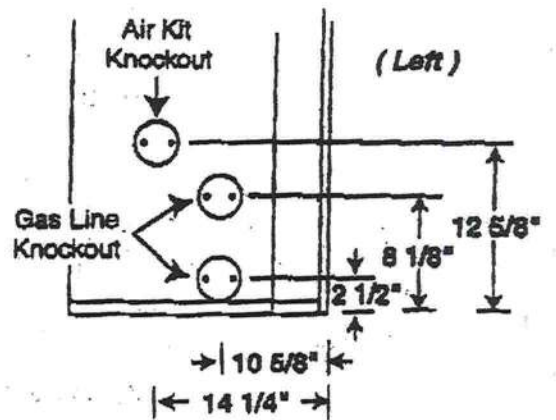 Air Kit
Knockout
( Left )
Gas Line
Knockout
12 5/8"
8 1/8"
2 1/2"
10 5/8"
14 1/4"